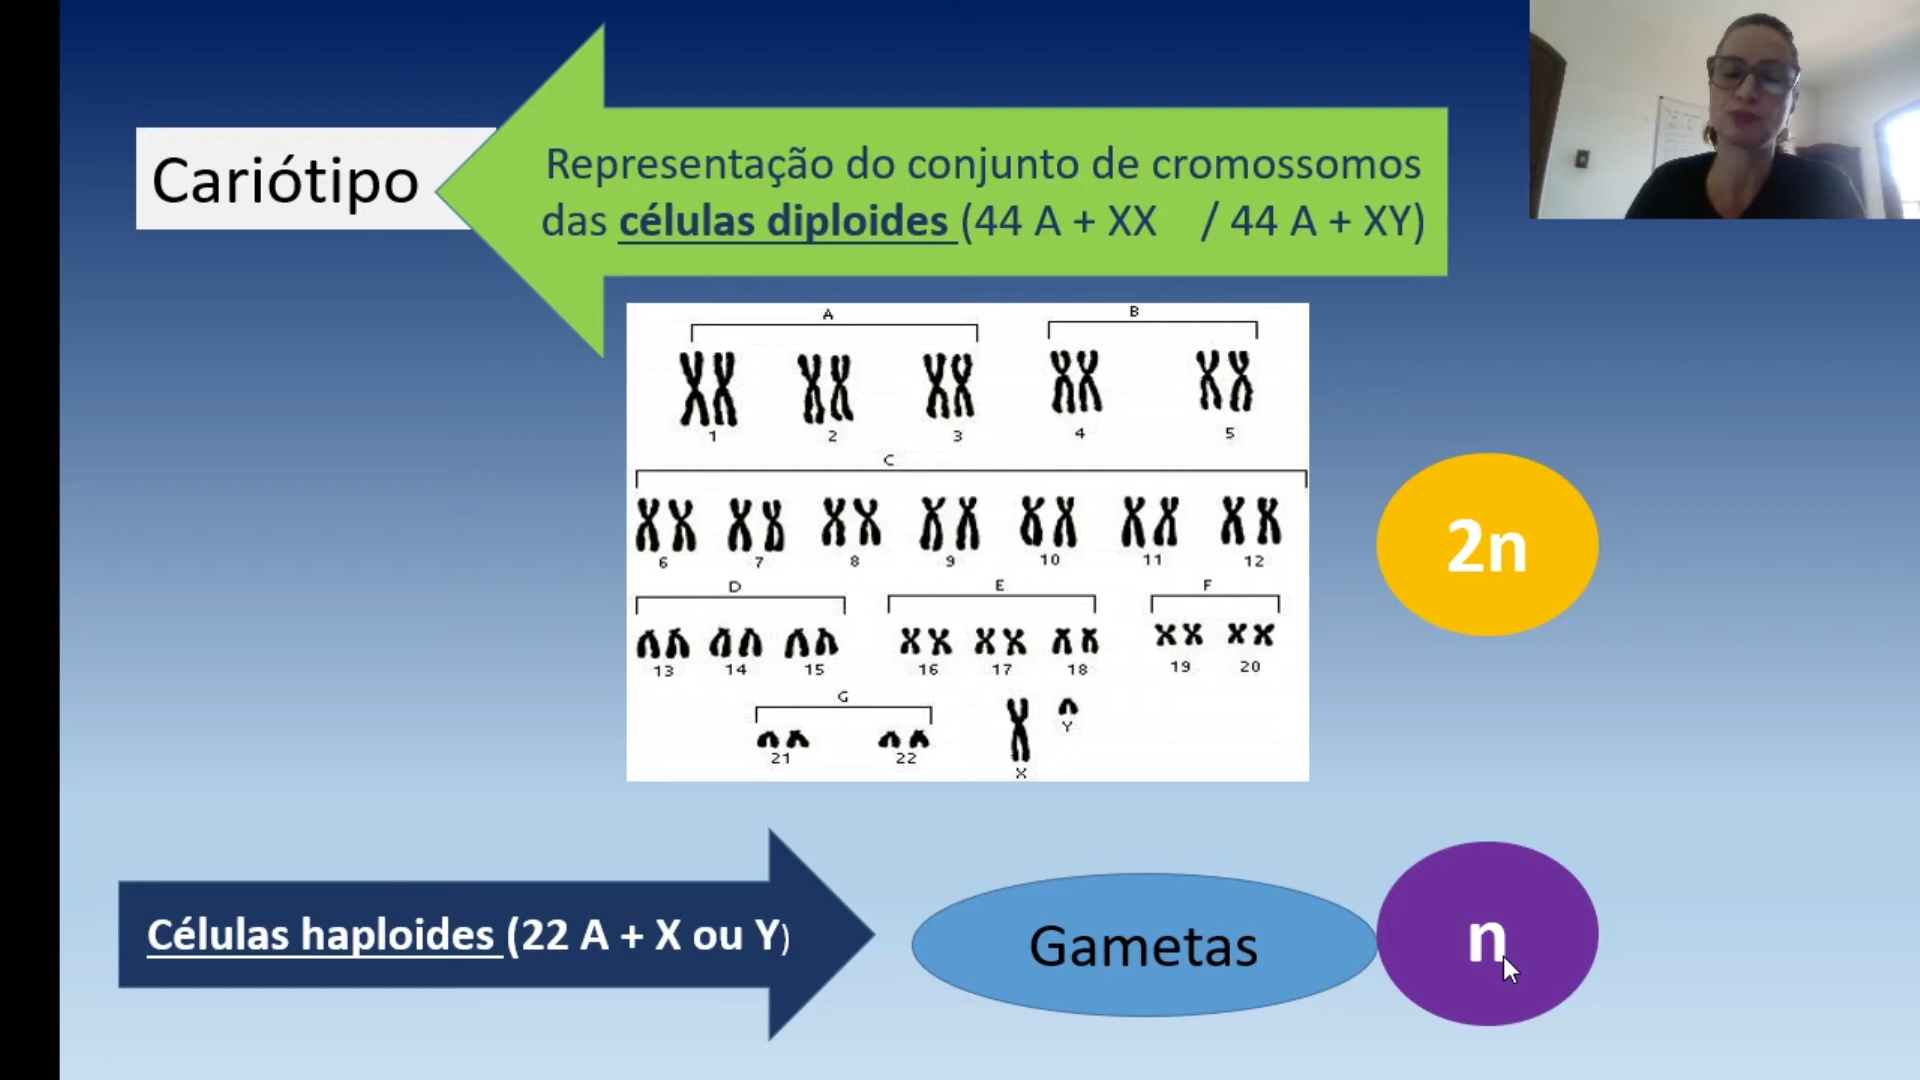 Cariótipo
Representação do conjunto de cromossomos
das células diploides (44 A + XX / 44 A + XY)
A B
1 2 3 4 5
C
6 7 8 9 10 11 12
D E F
13 14 15 16 17 18 19 20
G
21 22 X Y
2n
Células haploides (22 A + X ou Y)
Gametas
n